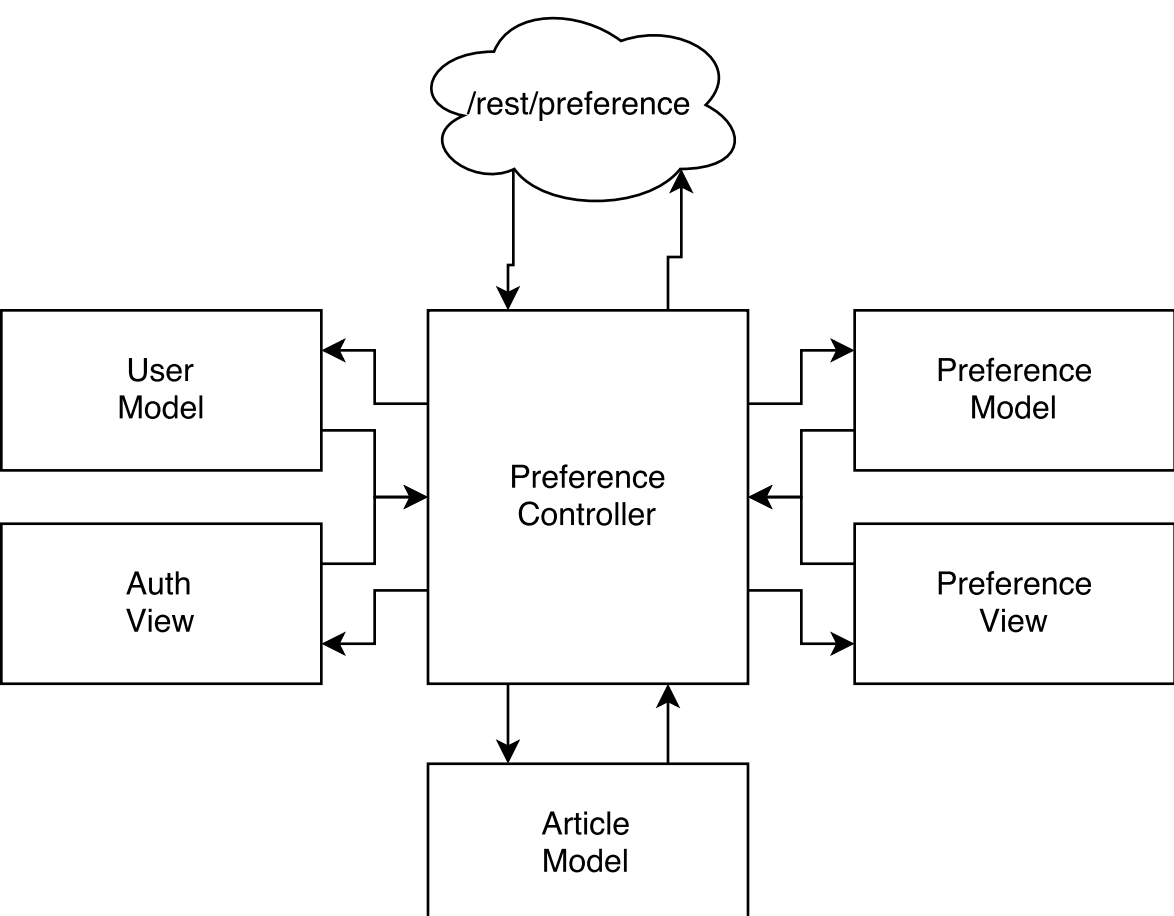 /rest/preference
User
Model
Preference
Model
Preference
Controller
Auth
View
Preference
View
Article
Model